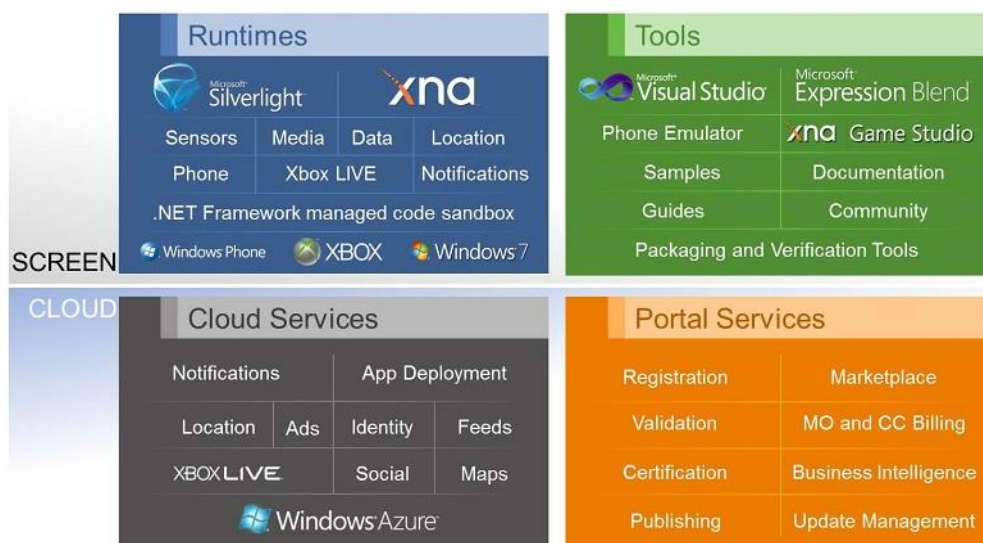 Runtimes
Microsoft®
Silverlight™
xna
Sensors Media Data Location
Phone Xbox LIVE Notifications
.NET Framework managed code sandbox
Windows Phone XBOX Windows 7
SCREEN
Tools
Microsoft®
Visual Studio®
Microsoft®
Expression Blend™
Phone Emulator xna Game Studio
Samples Documentation
Guides Community
Packaging and Verification Tools
CLOUD
Cloud Services
Notifications App Deployment
Location Ads Identity Feeds
XBOX LIVE Social Maps
Windows Azure™
Portal Services
Registration Marketplace
Validation MO and CC Billing
Certification Business Intelligence
Publishing Update Management